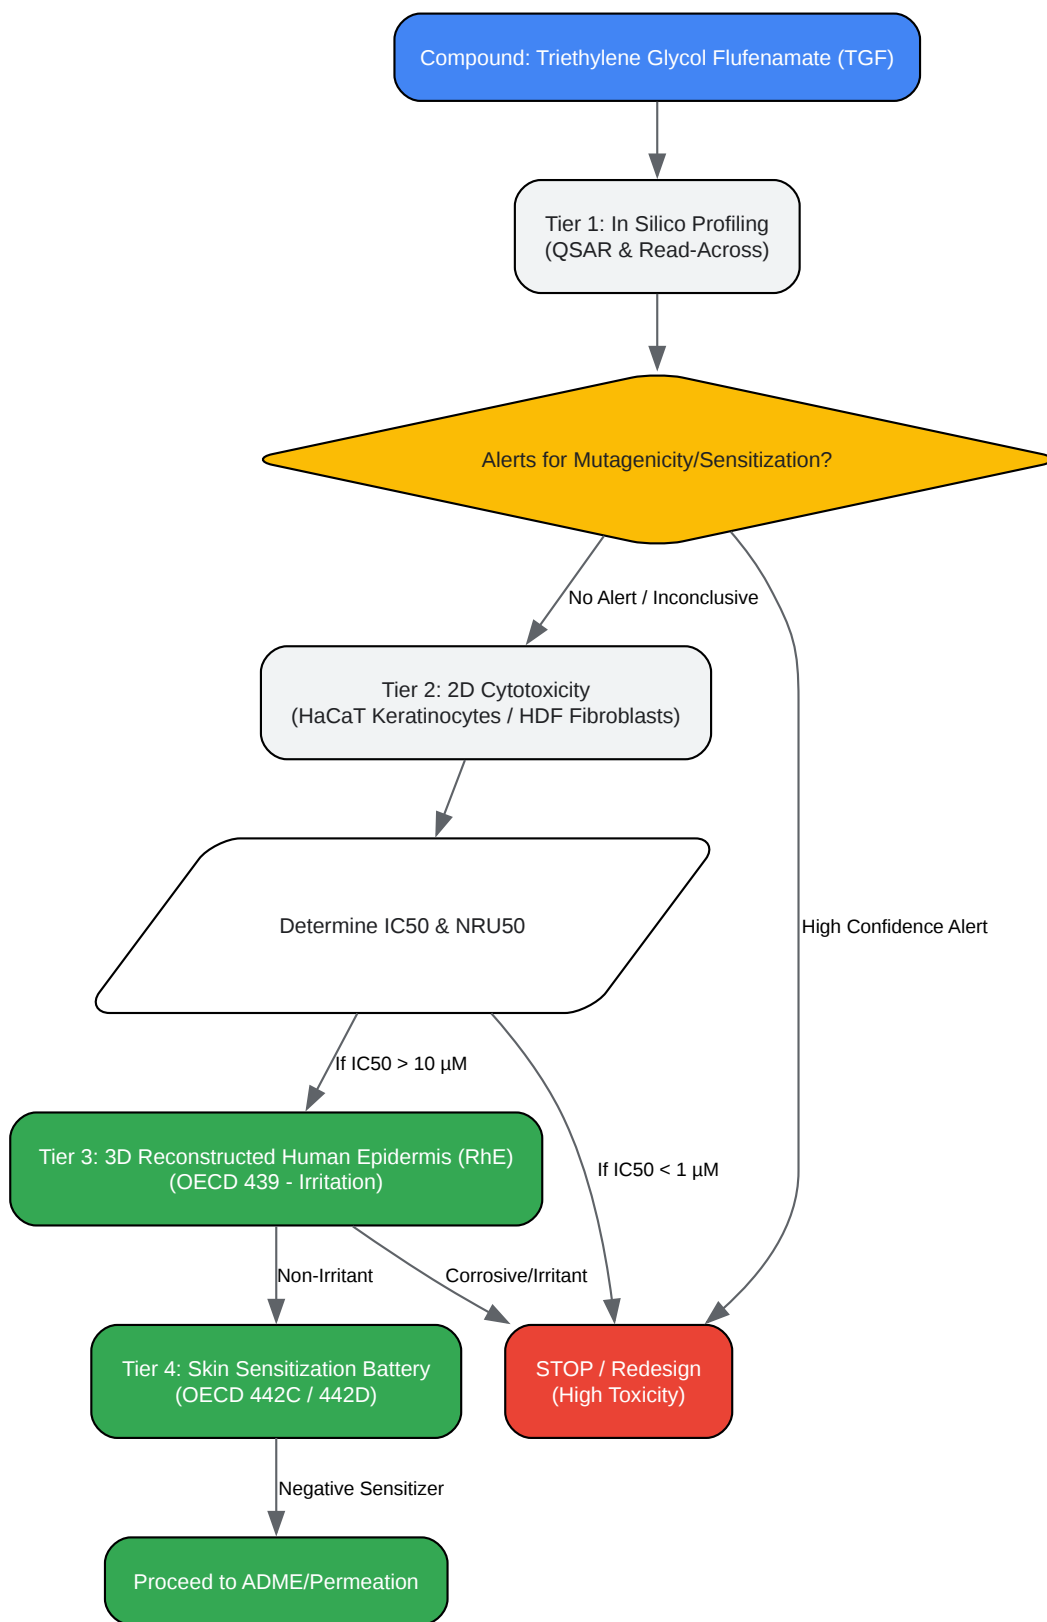 Compound: Triethylene Glycol Flufenamate (TGF)
Tier 1: In Silico Profiling
(QSAR & Read-Across)
Alerts for Mutagenicity/Sensitization?
No Alert / Inconclusive
Tier 2: 2D Cytotoxicity
(HaCaT Keratinocytes / HDF Fibroblasts)
Determine IC50 & NRU50
High Confidence Alert
If IC50 > 10 µM
Tier 3: 3D Reconstructed Human Epidermis (RhE)
(OECD 439 - Irritation)
If IC50 < 1 µM
Non-Irritant
Corrosive/Irritant
Tier 4: Skin Sensitization Battery
(OECD 442C / 442D)
STOP / Redesign
(High Toxicity)
Negative Sensitizer
Proceed to ADME/Permeation